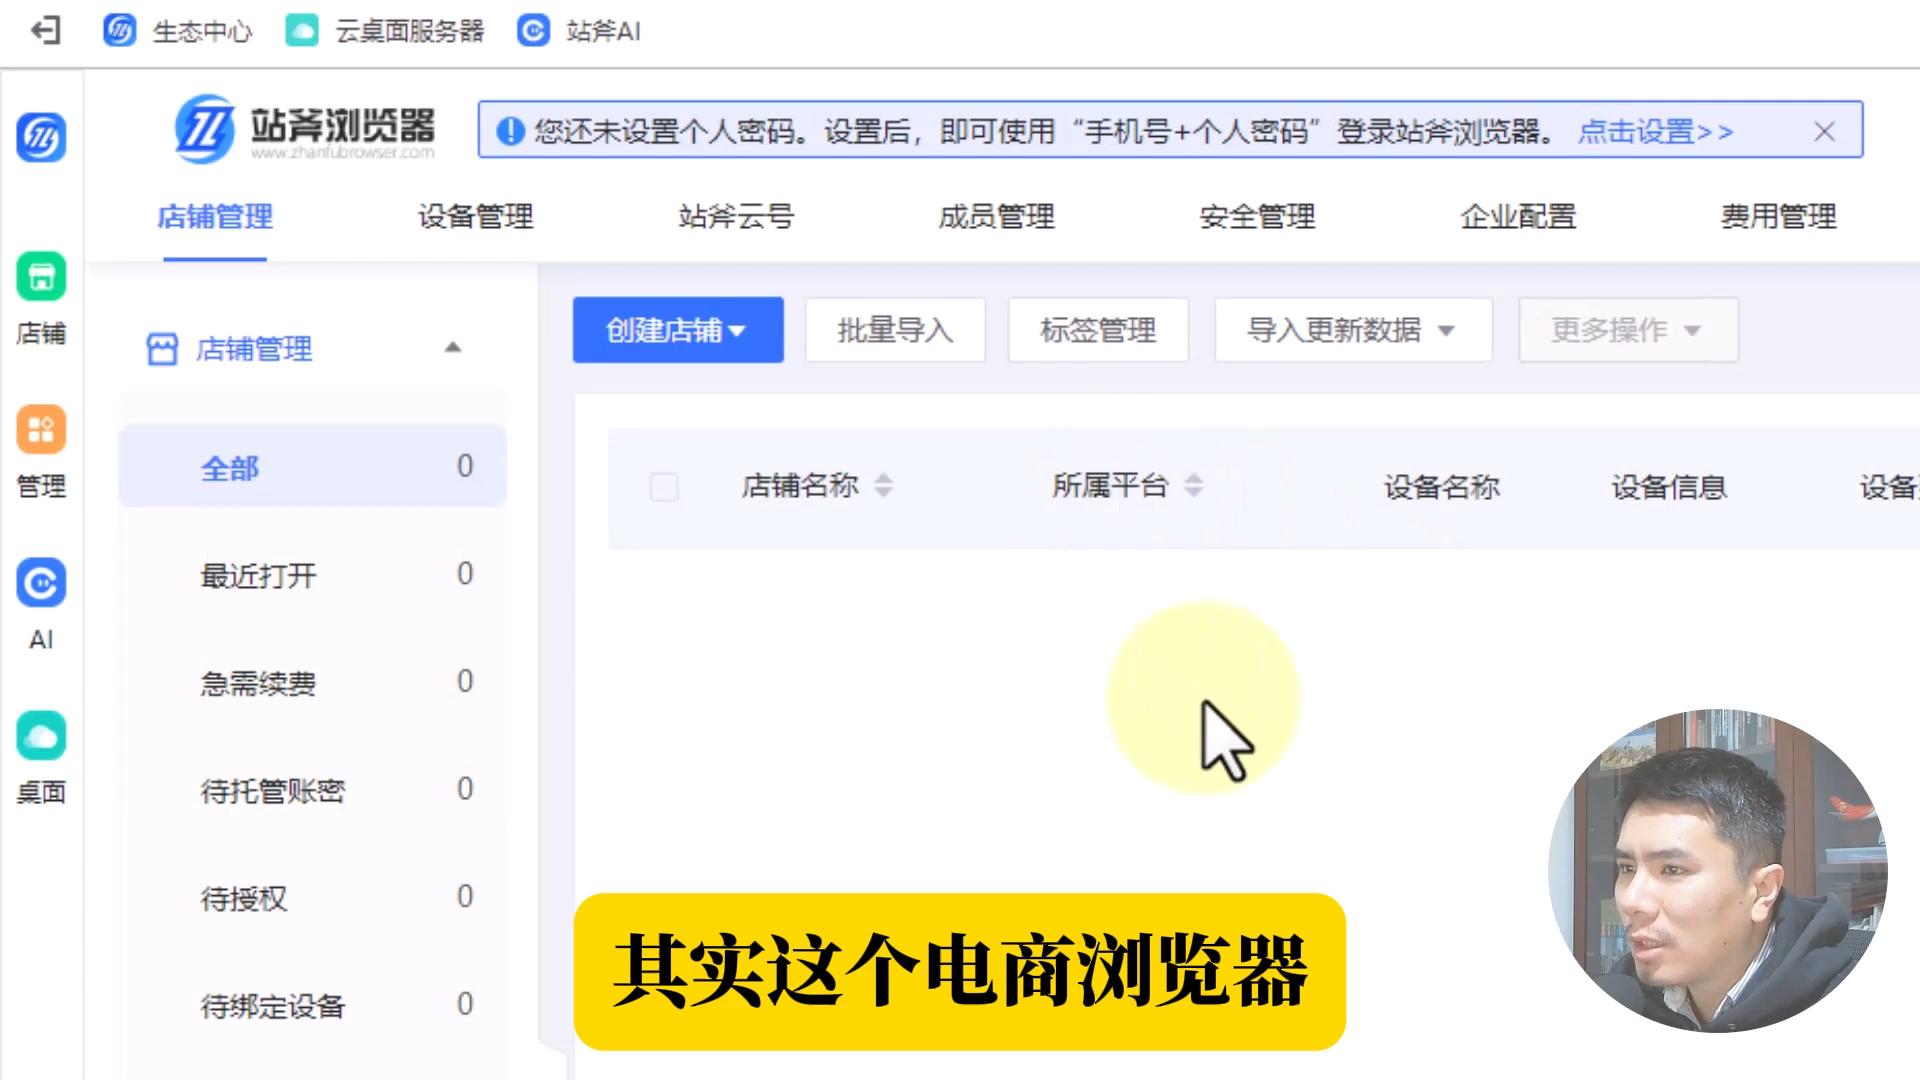 生态中心 云桌面服务器 站斧AI
站斧浏览器
www.zhanfubrowser.com
您还未设置个人密码。设置后，即可使用“手机号+个人密码”登录站斧浏览器。 点击设置>>
店铺管理 设备管理 站斧云号 成员管理 安全管理 企业配置 费用管理
店铺
管理
AI
桌面
店铺管理
全部 0
最近打开 0
急需续费 0
待托管账密 0
待授权 0
待绑定设备 0
创建店铺 批量导入 标签管理 导入更新数据 更多操作
店铺名称 所属平台 设备名称 设备信息 设备
其实这个电商浏览器